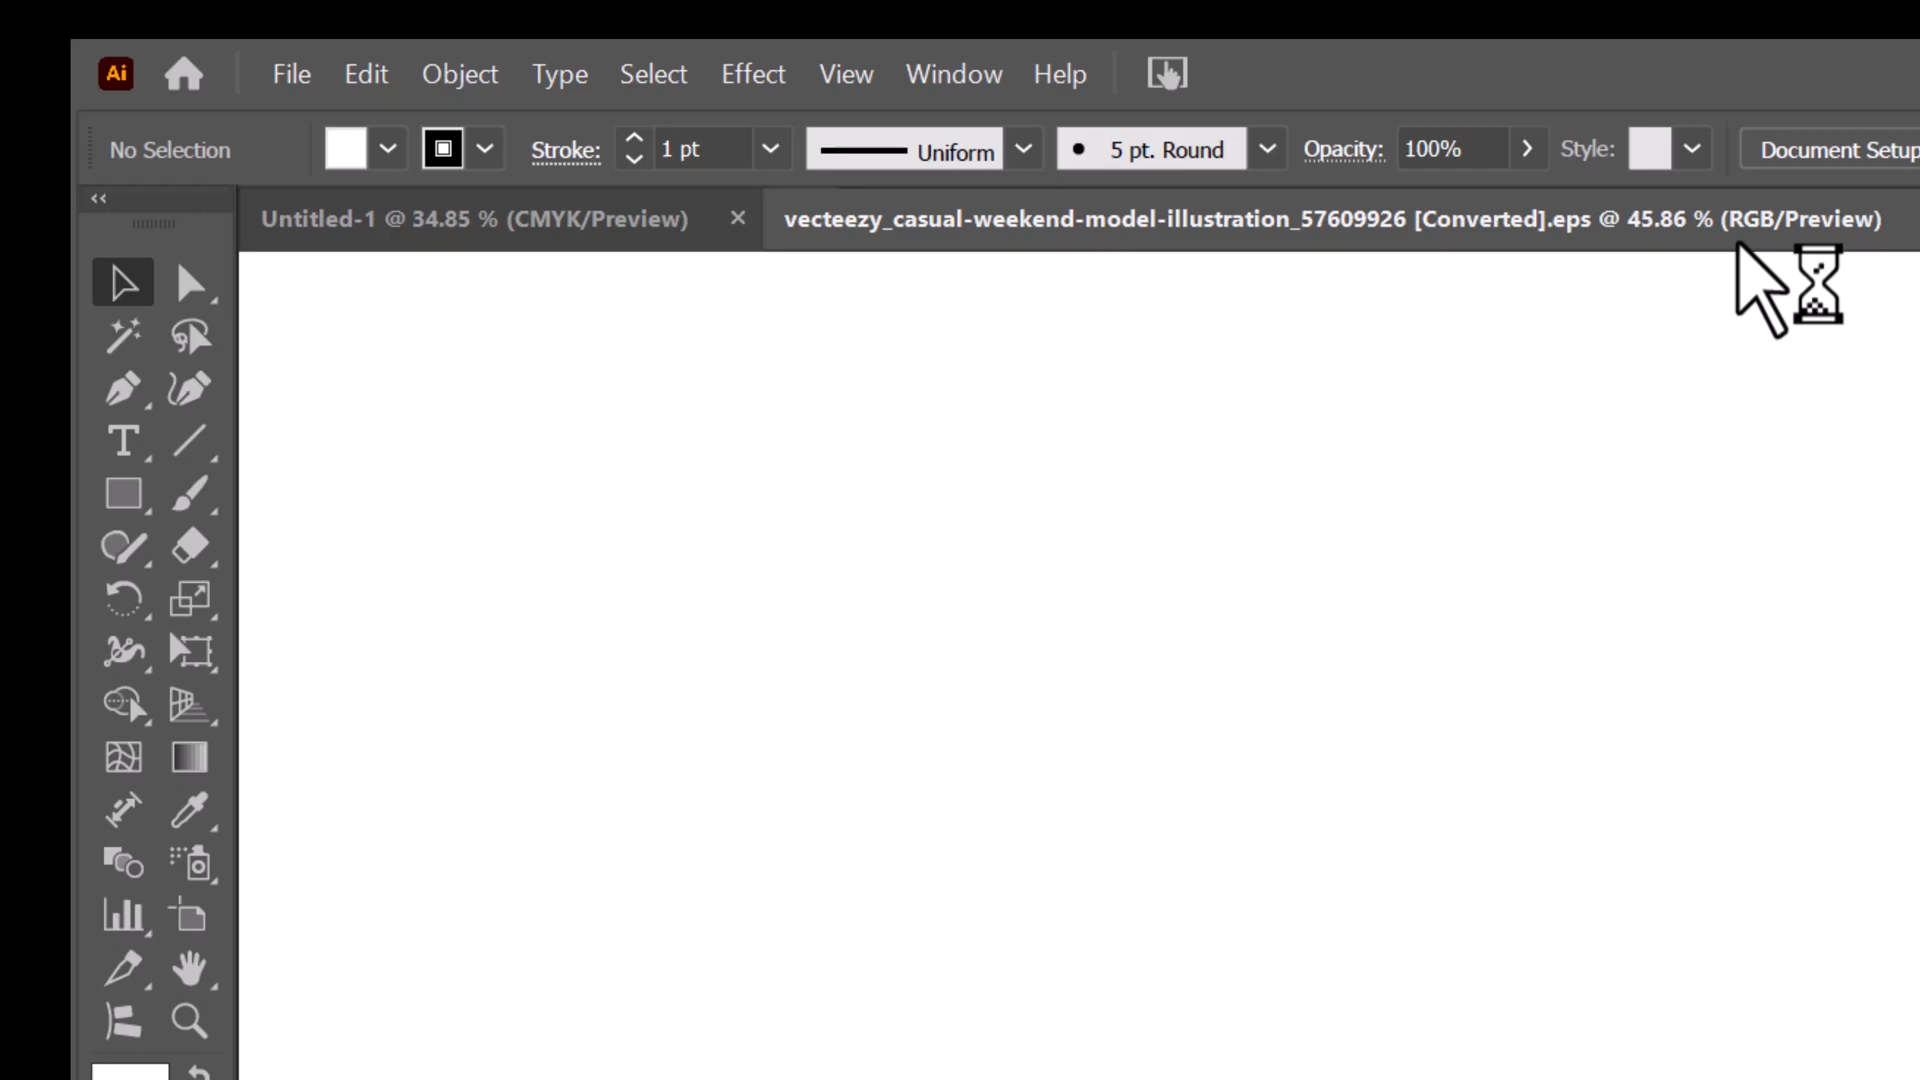 Ai File Edit Object Type Select Effect View Window Help
No Selection Stroke: 1 pt Uniform 5 pt. Round Opacity: 100% Style: Document Setup
Untitled-1 @ 34.85 % (CMYK/Preview) × vecteezy_casual-weekend-model-illustration_57609926 [Converted].eps @ 45.86 % (RGB/Preview)